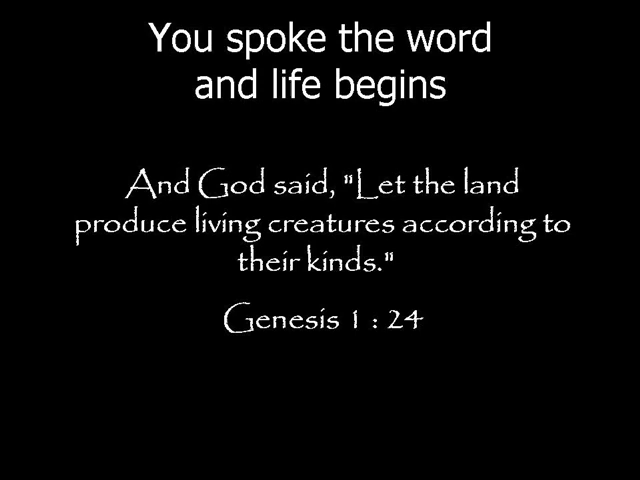 You spoke the word
and life begins
And God said, "Let the land
produce living creatures according to
their kinds."
Genesis 1 : 24